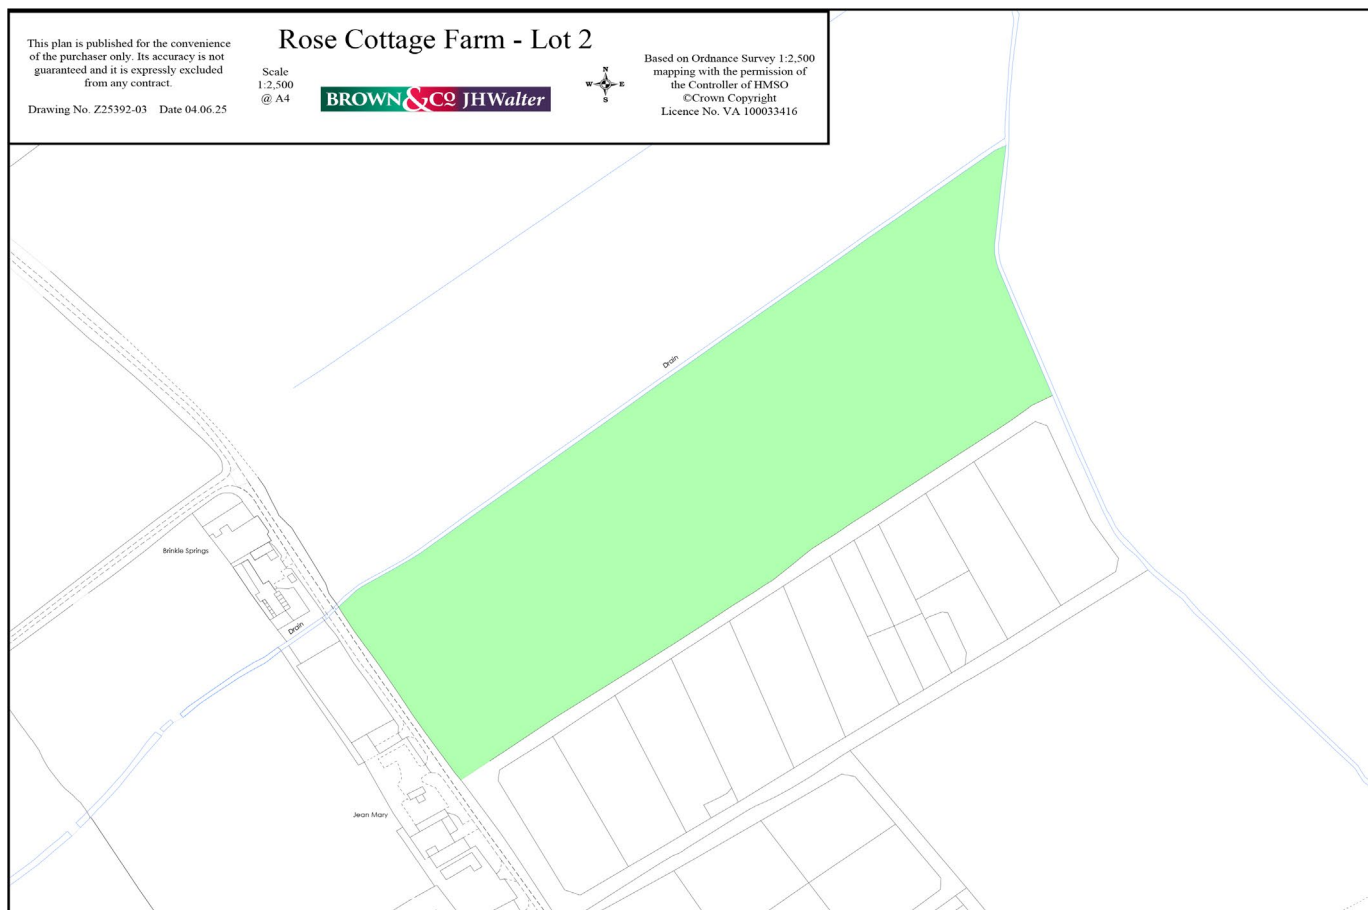 This plan is published for the convenience
of the purchaser only. Its accuracy is not
guaranteed and it is expressly excluded
from any contract.
Drawing No. Z25392-03 Date 04.06.25
Rose Cottage Farm - Lot 2
Scale
1:2,500
@ A4
BROWN&CO JHWalter
N
W E
S
Based on Ordnance Survey 1:2,500
mapping with the permission of
the Controller of HMSO
©Crown Copyright
Licence No. VA 100033416
Drain
Brinkle Springs
Drain
Jean Mary